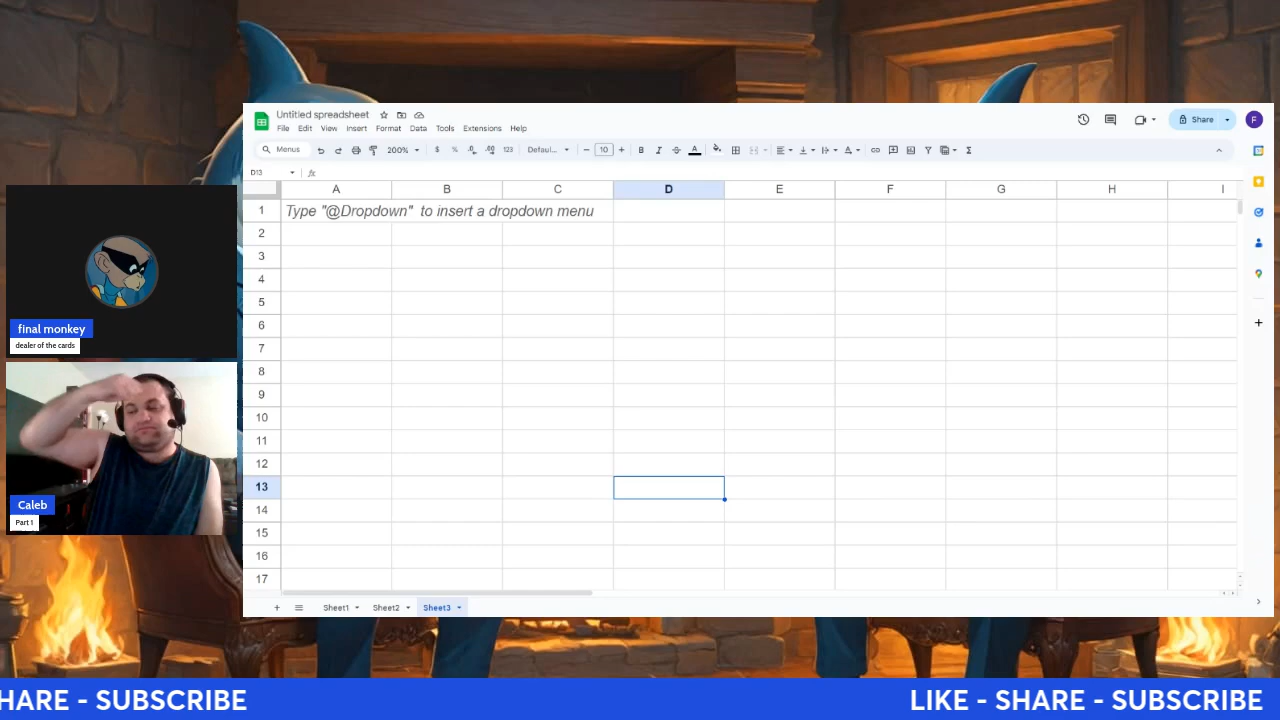 Untitled spreadsheet
File Edit View Insert Format Data Tools Extensions Help
Share
F
Menus 200% $ % .0 .00 123 Defaul... 10 B I A
D13 fx
A B C D E F G H I
1 Type "@Dropdown" to insert a dropdown menu
2
3
4
5
6
7
8
9
10
11
12
13
14
15
16
17
Sheet1 Sheet2 Sheet3
final monkey
dealer of the cards
Caleb
Part 1
HARE - SUBSCRIBE
LIKE - SHARE - SUBSCRIBE